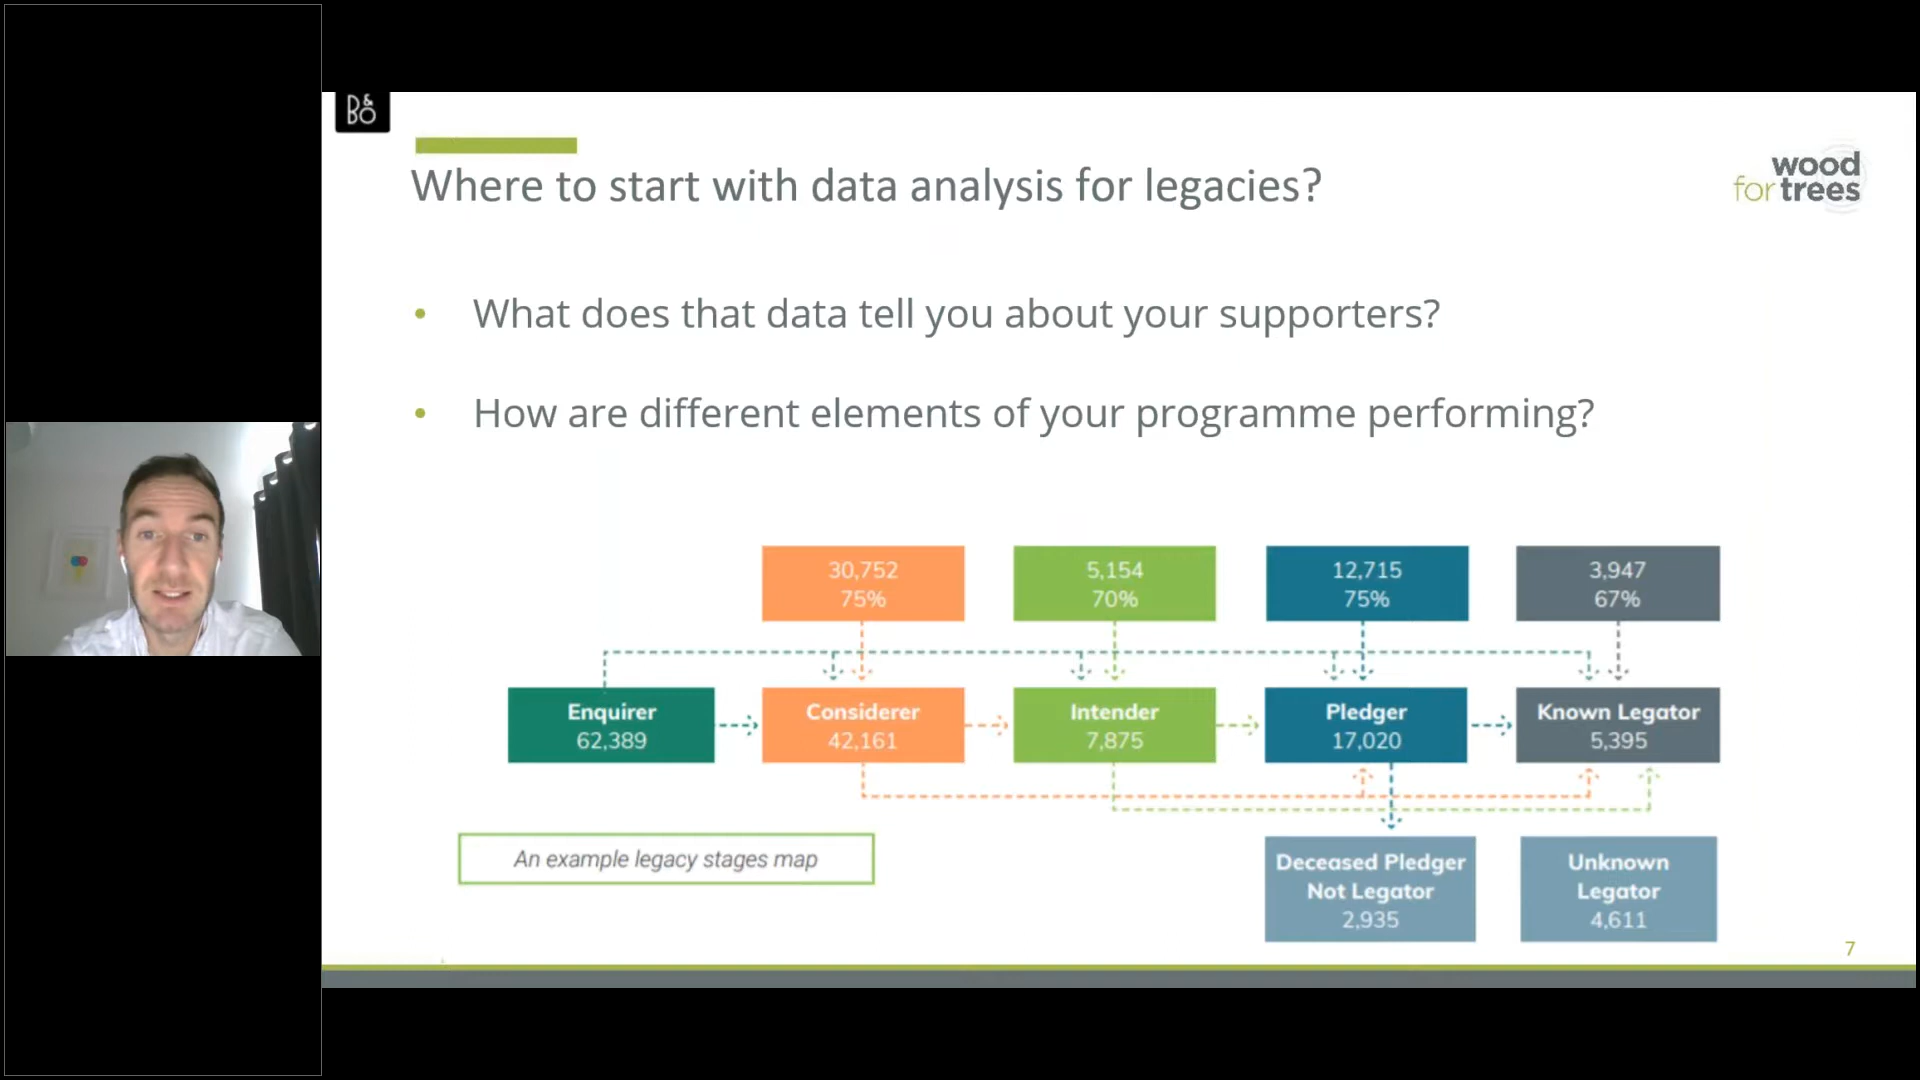 B&O
Where to start with data analysis for legacies?
wood
for trees
• What does that data tell you about your supporters?
• How are different elements of your programme performing?
30,752
75%
5,154
70%
12,715
75%
3,947
67%
Enquirer
62,389
Considerer
42,161
Intender
7,875
Pledger
17,020
Known Legator
5,395
An example legacy stages map
Deceased Pledger
Not Legator
2,935
Unknown
Legator
4,611
7